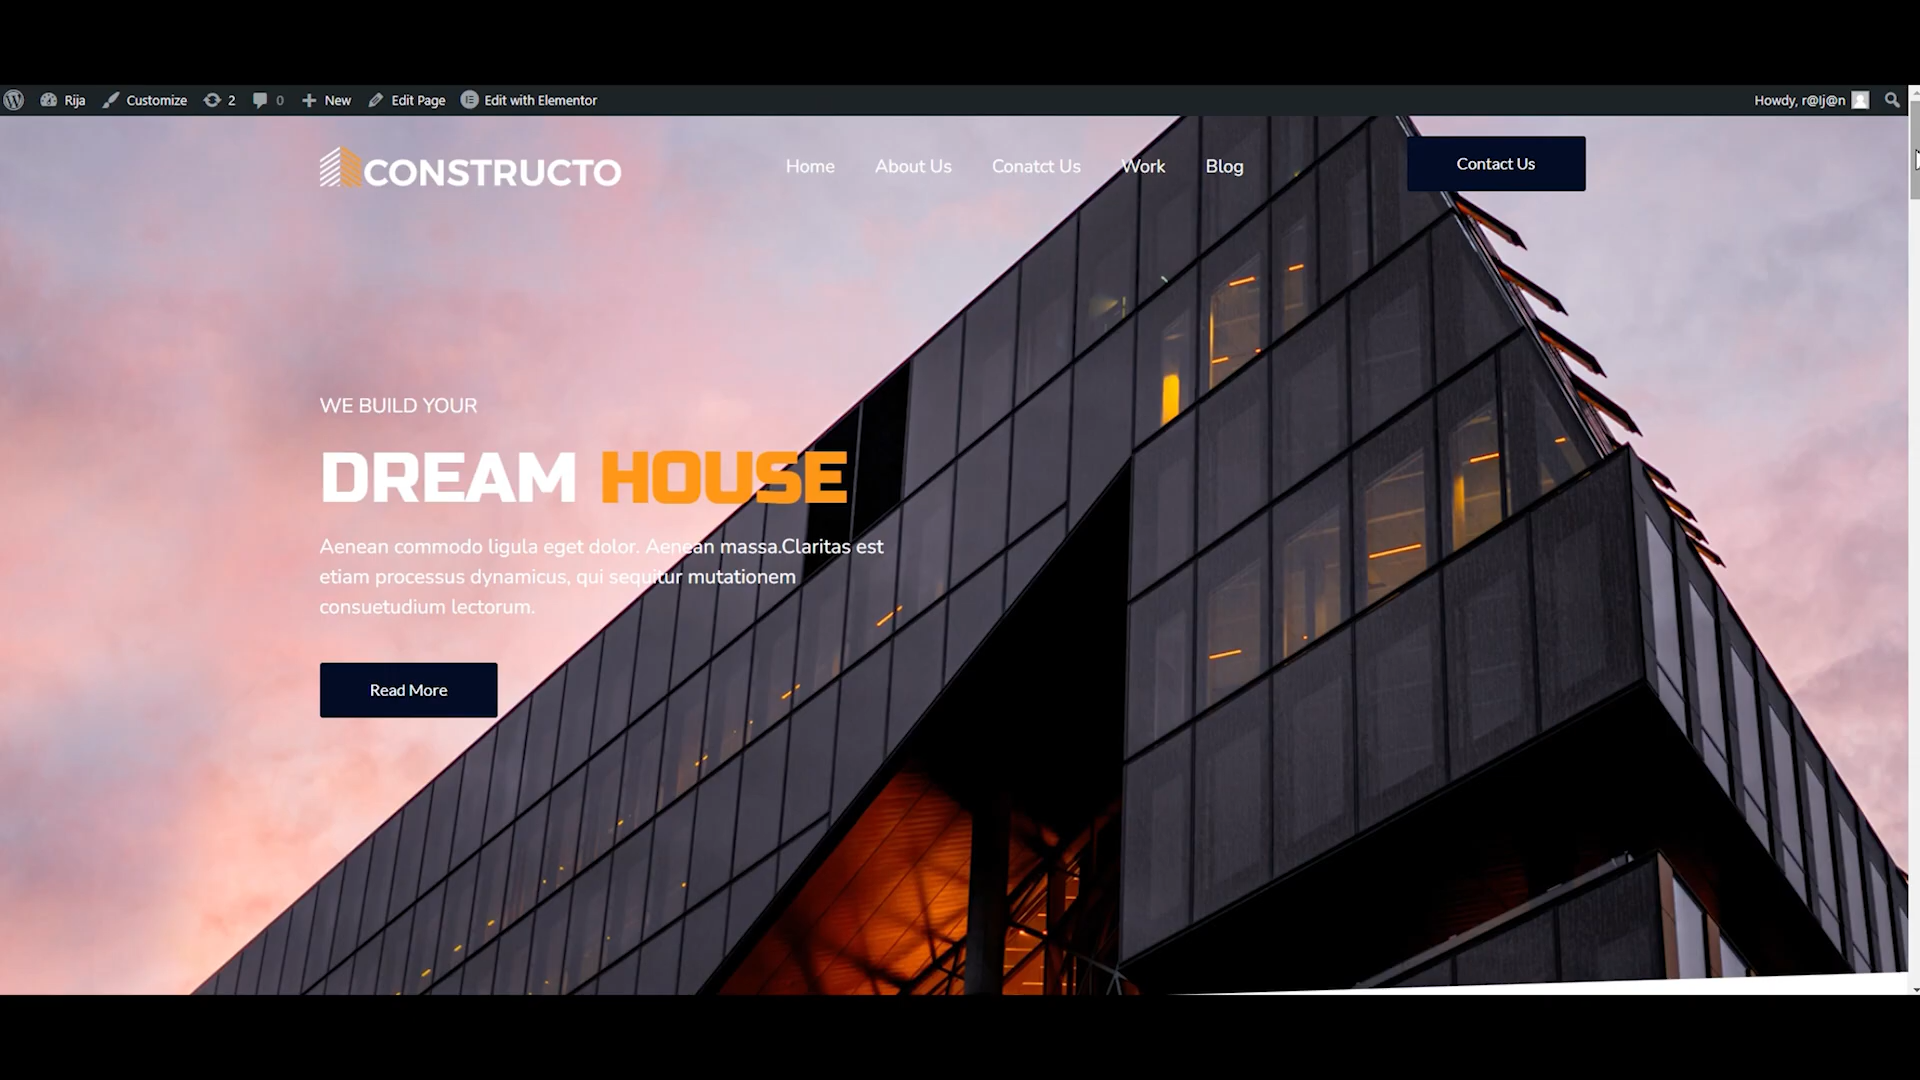 Rija Customize 2 0 New Edit Page Edit with Elementor Howdy, r@lj@n
CONSTRUCTO Home About Us Conatct Us Work Blog Contact Us
WE BUILD YOUR
DREAM HOUSE
Aenean commodo ligula eget dolor. Aenean massa.Claritas est
etiam processus dynamicus, qui sequitur mutationem
consuetudium lectorum.
Read More